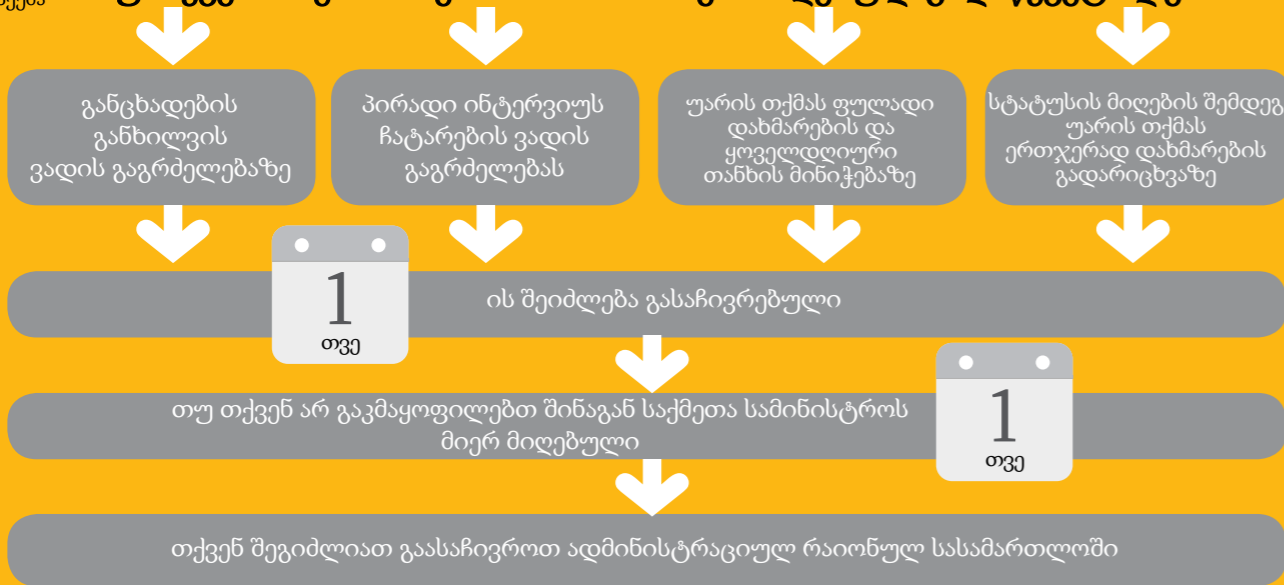 განცხადების
განხილვის
ვადის გაგრძელებაზე
პირადი ინტერვიუს
ჩატარების ვადის
გაგრძელებას
უარის თქმას ფულადი
დახმარების და
ყოველდღიური
თანხის მინიჭებაზე
სტატუსის მიღების შემდეგ
უარის თქმას
ერთჯერად დახმარების
გადარიცხვაზე
1
თვე
ის შეიძლება გასაჩივრებული
თუ თქვენ არ გაკმაყოფილებთ შინაგან საქმეთა სამინისტროს
მიერ მიღებული
1
თვე
თქვენ შეგიძლიათ გაასაჩივროთ ადმინისტრაციულ რაიონულ სასამართლოში